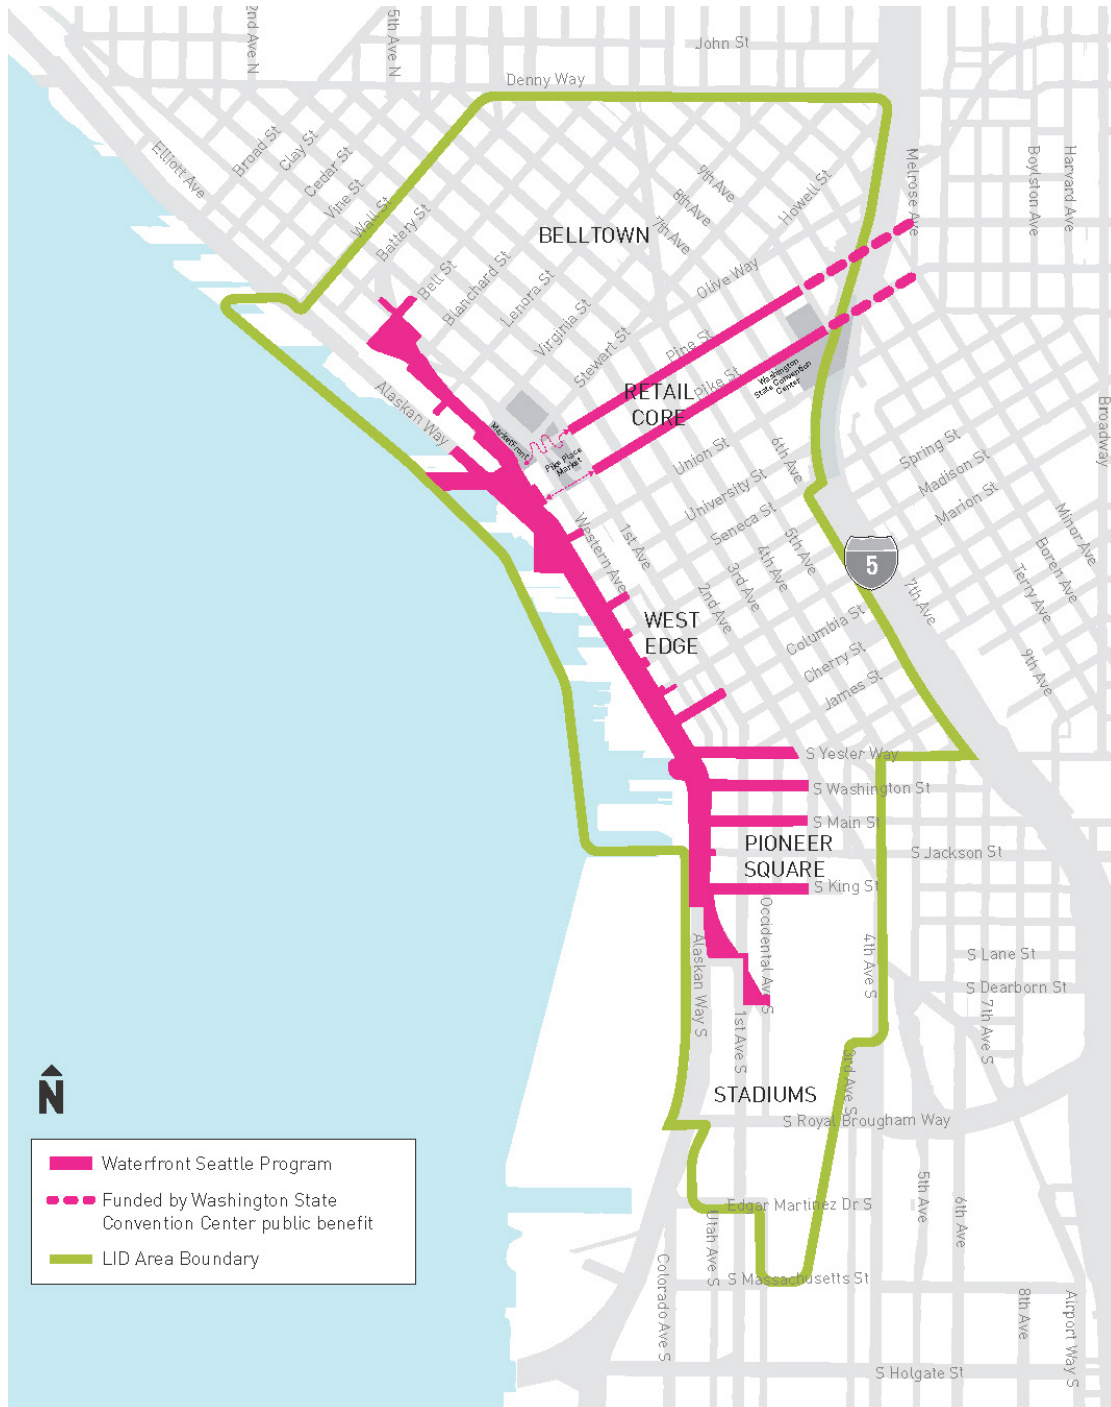 2nd Ave N
5th Ave N
John St
Denny Way
Elliott Ave
Broad St
Clay St
Cedar St
Vine St
Wall St
Battery St
9th Ave
8th Ave
7th Ave
Howell St
Melrose Ave
Boylston Ave
Harvard Ave
BELLTOWN
Bell St
Blanchard St
Lenora St
Virginia St
Stewart St
Olive Way
Pine St
Pike St
RETAIL
CORE
Washington
State Convention
Center
Alaskan Way
MarketFront
Pike Place
Market
Union St
University St
Seneca St
6th Ave
5th Ave
4th Ave
3rd Ave
2nd Ave
1st Ave
Western Ave
Spring St
Madison St
Marion St
Broadway
Minor Ave
Boren Ave
Terry Ave
9th Ave
7th Ave
5
WEST
EDGE
Columbia St
Cherry St
James St
S Yesler Way
S Washington St
S Main St
PIONEER
SQUARE
S Jackson St
S King St
Occidental Ave S
Alaskan Way S
1st Ave S
4th Ave S
3rd Ave S
S Lane St
S Dearborn St
7th Ave S
STADIUMS
S Royal Brougham Way
Edgar Martinez Dr S
Utah Ave S
Colorado Ave S
S Massachusetts St
5th Ave S
6th Ave S
8th Ave
Airport Way S
S Holgate St
N
Waterfront Seattle Program
Funded by Washington State
Convention Center public benefit
LID Area Boundary